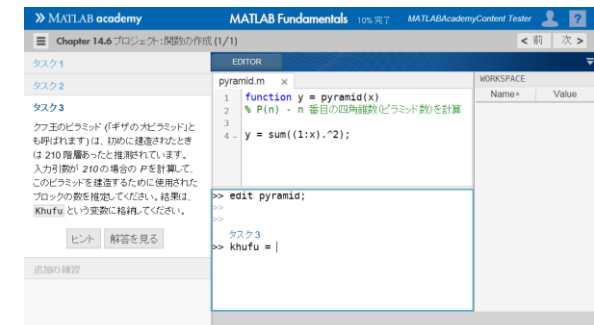 MATLAB academy
MATLAB Fundamentals 10% 完了 MATLABAcademyContent Tester ?
Chapter 14.6 プロジェクト: 関数の作成 (1/1)
< 前 次 >
タスク 1
タスク 2
タスク 3
クフ王のピラミッド (「ギザの大ピラミッド」と
も呼ばれます) は、初めに建造されたとき
は 210 階層あったと推測されています。
入力引数が 210 の場合の P を計算して、
このピラミッドを建造するために使用された
ブロックの数を推定してください。結果は、
Khufu という変数に格納してください。
ヒント 解答を見る
追加の練習
EDITOR
pyramid.m ×
1 function y = pyramid(x)
2 % P(n) - n 番目の四角錐数(ピラミッド数)を計算
3
4 - y = sum((1:x).^2);
>> edit pyramid;
>>
>>
タスク 3
>> khufu =
WORKSPACE
Name Value